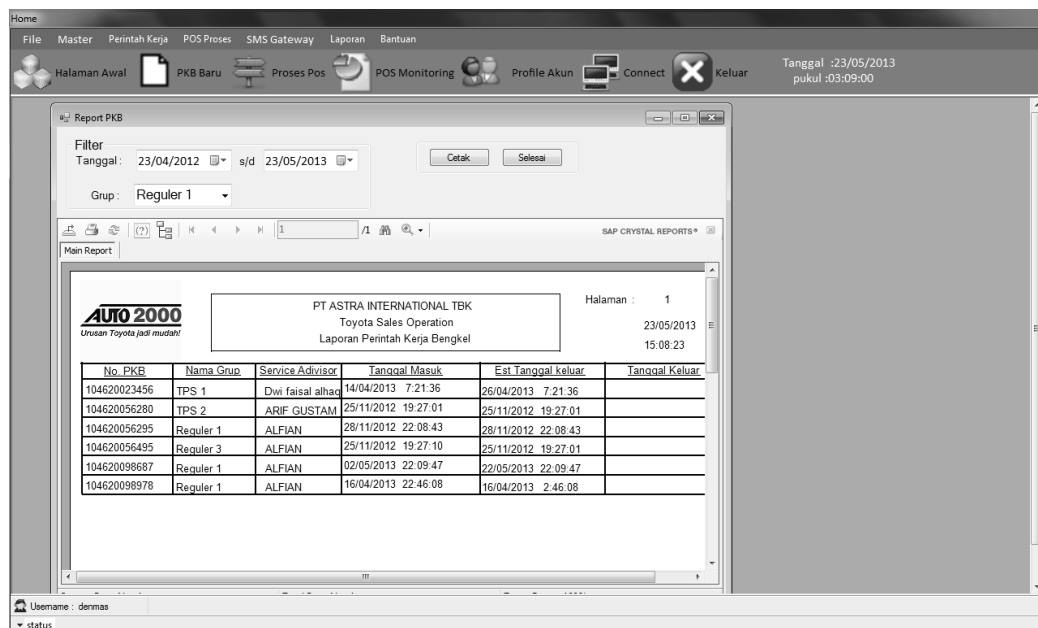 Home
File Master Perintah Kerja POS Proses SMS Gateway Laporan Bantuan
Halaman Awal PKB Baru Proses Pos POS Monitoring Profile Akun Connect Keluar
Tanggal :23/05/2013
pukul :03:09:00
Report PKB
Filter
Tanggal : 23/04/2012 s/d 23/05/2013 Cetak Selesai
Grup : Reguler 1
1 /1 SAP CRYSTAL REPORTS®
Main Report
AUTO 2000
Urusan Toyota jadi mudah!
PT ASTRA INTERNATIONAL TBK
Toyota Sales Operation
Laporan Perintah Kerja Bengkel
Halaman : 1
23/05/2013
15:08:23
No. PKB Nama Grup Service Adivisor Tanggal Masuk Est Tanggal keluar Tanggal Keluar
104620023456 TPS 1 Dwi faisal alhaq 14/04/2013 7:21:36 26/04/2013 7:21:36
104620056280 TPS 2 ARIF GUSTAM 25/11/2012 19:27:01 25/11/2012 19:27:01
104620056295 Reguler 1 ALFIAN 28/11/2012 22:08:43 28/11/2012 22:08:43
104620056495 Reguler 3 ALFIAN 25/11/2012 19:27:10 25/11/2012 19:27:01
104620098687 Reguler 1 ALFIAN 02/05/2013 22:09:47 22/05/2013 22:09:47
104620098978 Reguler 1 ALFIAN 16/04/2013 22:46:08 16/04/2013 2:46:08
Username : denmas
status